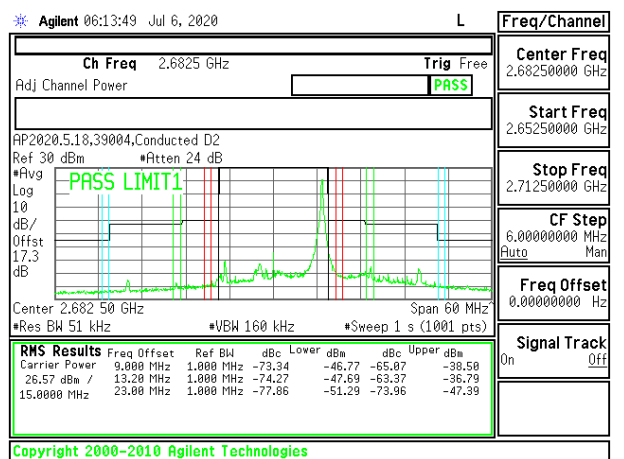 Agilent 06:13:49 Jul 6, 2020 L
Freq/Channel
Ch Freq 2.6825 GHz Trig Free
Adj Channel Power PASS
AP2020.5.18,39004,Conducted D2
Ref 30 dBm #Atten 24 dB
#Avg
Log
10
dB/
Offst
17.3
dB
PASS LIMIT1
Center 2.682 50 GHz Span 60 MHz
#Res BW 51 kHz #VBW 160 kHz #Sweep 1 s (1001 pts)
RMS Results Freq Offset Ref BW dBc Lower dBm dBc Upper dBm
Carrier Power 9.000 MHz 1.000 MHz -73.34 -46.77 -65.07 -38.50
26.57 dBm / 13.20 MHz 1.000 MHz -74.27 -47.69 -63.37 -36.79
15.0000 MHz 23.00 MHz 1.000 MHz -77.86 -51.29 -73.96 -47.39
Center Freq
2.68250000 GHz
Start Freq
2.65250000 GHz
Stop Freq
2.71250000 GHz
CF Step
6.00000000 MHz
Auto Man
Freq Offset
0.00000000 Hz
Signal Track
On Off
Copyright 2000-2010 Agilent Technologies